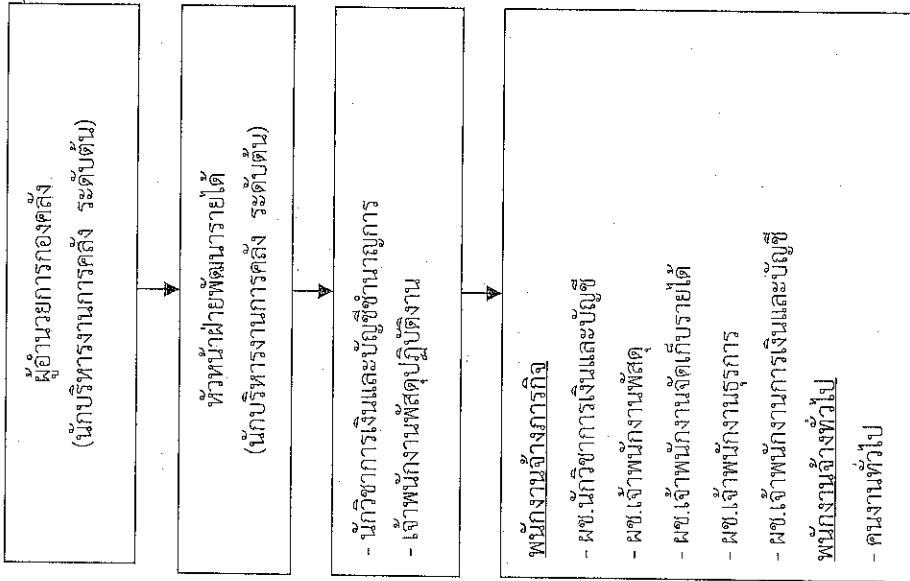 ผู้อำนวยการกองคลัง
(นักบริหารงานการคลัง ระดับต้น)
หัวหน้าฝ่ายพัฒนารายได้
(นักบริหารงานการคลัง ระดับต้น)
- นักวิชาการเงินและบัญชีชำนาญการ
- เจ้าพนักงานพัสดุปฏิบัติงาน
พนักงานจ้างภารกิจ
- ผช.นักวิชาการเงินและบัญชี
- ผช.เจ้าพนักงานพัสดุ
- ผช.เจ้าพนักงานจัดเก็บรายได้
- ผช.เจ้าพนักงานธุรการ
- ผช.เจ้าพนักงานการเงินและบัญชี
พนักงานจ้างทั่วไป
- คนงานทั่วไป